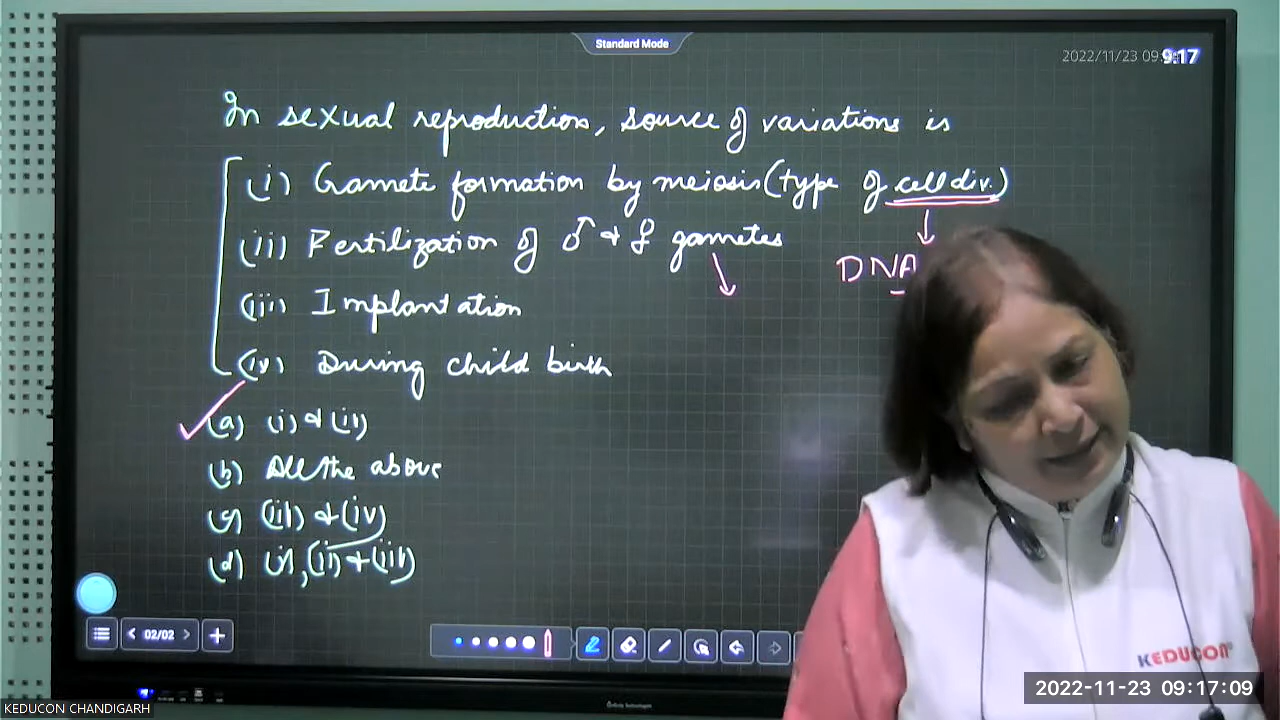 Standard Mode
2022/11/23 09:
9:17
In sexual reproduction, source of variations is
(i) Gamete formation by meiosis (type of cell div.)
(ii) Fertilization of ♂ & ♀ gametes
DNA
(iii) Implantation
(iv) During child birth
(a) (i) & (ii)
(b) All the above
(c) (iii) & (iv)
(d) (i), (ii) & (iii)
02/02
KEDUCON
2022-11-23 09:17:09
KEDUCON CHANDIGARH